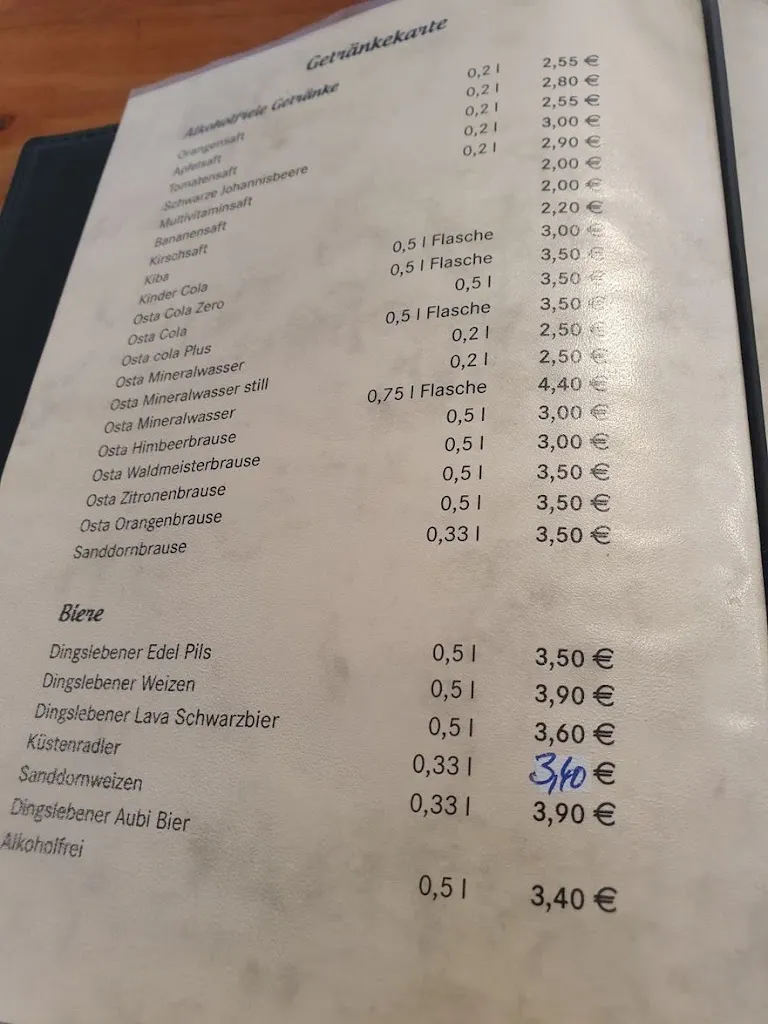 Getränkekarte
Alkoholfreie Getränke
Orangensaft 0,2 l 2,55 €
Apfelsaft 0,2 l 2,80 €
Tomatensaft 0,2 l 2,55 €
Schwarze Johannisbeere 0,2 l 3,00 €
Multivitaminsaft 0,2 l 2,90 €
Bananensaft 2,00 €
Kirschsaft 2,00 €
Kiba 2,20 €
Kinder Cola 0,5 l Flasche 3,00 €
Osta Cola Zero 0,5 l Flasche 3,50 €
Osta Cola 0,5 l 3,50 €
Osta cola Plus 0,5 l Flasche 3,50 €
Osta Mineralwasser 0,2 l 2,50 €
Osta Mineralwasser still 0,2 l 2,50 €
Osta Mineralwasser 0,75 l Flasche 4,40 €
Osta Himbeerbrause 0,5 l 3,00 €
Osta Waldmeisterbrause 0,5 l 3,00 €
Osta Zitronenbrause 0,5 l 3,50 €
Osta Orangenbrause 0,5 l 3,50 €
Sanddornbrause 0,33 l 3,50 €
Biere
Dingslebener Edel Pils 0,5 l 3,50 €
Dingslebener Weizen 0,5 l 3,90 €
Dingslebener Lava Schwarzbier 0,5 l 3,60 €
Küstenradler 0,33 l 3,40 €
Sanddornweizen 0,33 l 3,90 €
Dingslebener Aubi Bier
Alkoholfrei 0,5 l 3,40 €